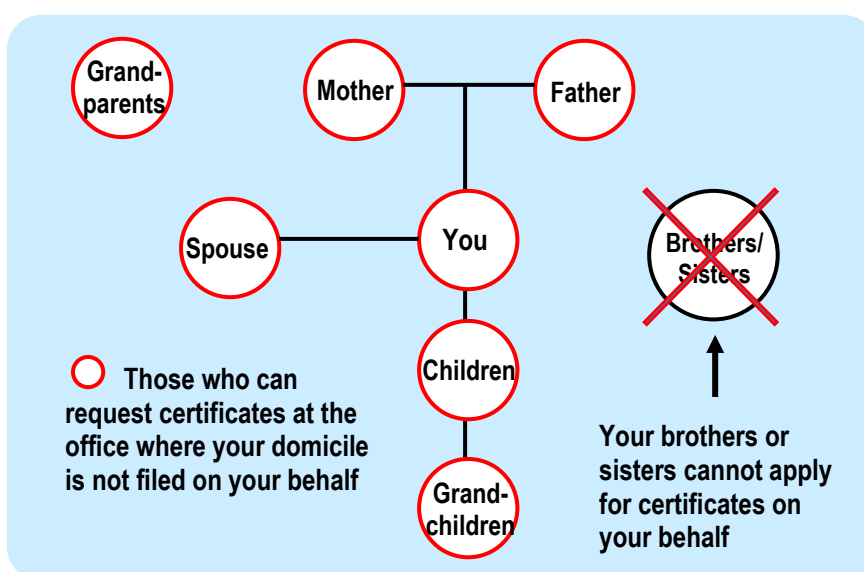 Grand-
parents
Mother
Father
Spouse
You
Brothers/
Sisters
Children
Grand-
children
Those who can
request certificates at the
office where your domicile
is not filed on your behalf
Your brothers or
sisters cannot apply
for certificates on
your behalf